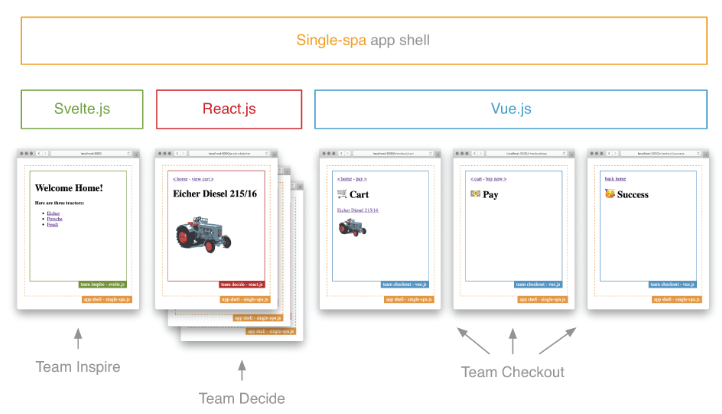 Single-spa app shell
Svelte.js
React.js
Vue.js
Welcome Home!
Here are three tractors:
Eicher
Porsche
Fendt
team inspire - svelte.js
app shell - single-spa.js
< home - view cart >
Eicher Diesel 215/16
team decide - react.js
app shell - single-spa.js
app shell - single-spa.js
app shell - single-spa.js
< home - pay >
Cart
Eicher Diesel 215/16
team checkout - vue.js
app shell - single-spa.js
< cart - buy now >
Pay
team checkout - vue.js
app shell - single-spa.js
back home
Success
team checkout - vue.js
app shell - single-spa.js
Team Inspire
Team Decide
Team Checkout